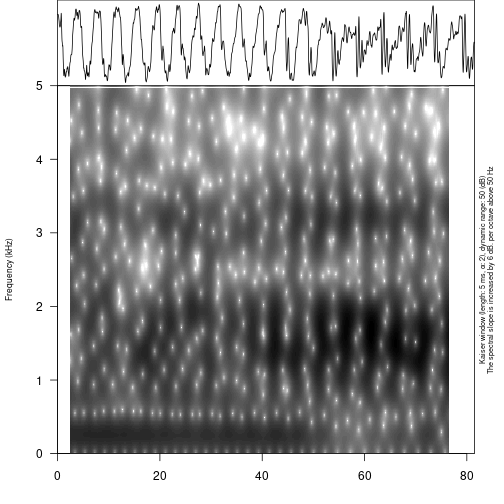 5
4
3
2
1
0
Frequency (kHz)
0 20 40 60 80
Kaiser window (length: 5 ms, α: 2), dynamic range: 50 (dB)
The spectral slope is increased by 6 dB per octave above 50 Hz